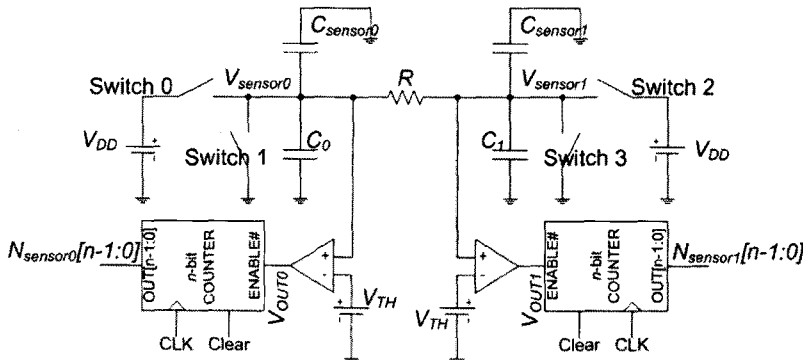 C_sensor0
C_sensor1
Switch 0
V_sensor0
R
V_sensor1
Switch 2
V_DD
Switch 1
C_0
C_1
Switch 3
V_DD
N_sensor0[n-1:0]
OUT[n-1:0]
n-bit
COUNTER
ENABLE#
V_OUT0
+
-
V_TH
V_TH
+
-
V_OUT1
ENABLE#
n-bit
COUNTER
OUT[n-1:0]
N_sensor1[n-1:0]
CLK
Clear
Clear
CLK